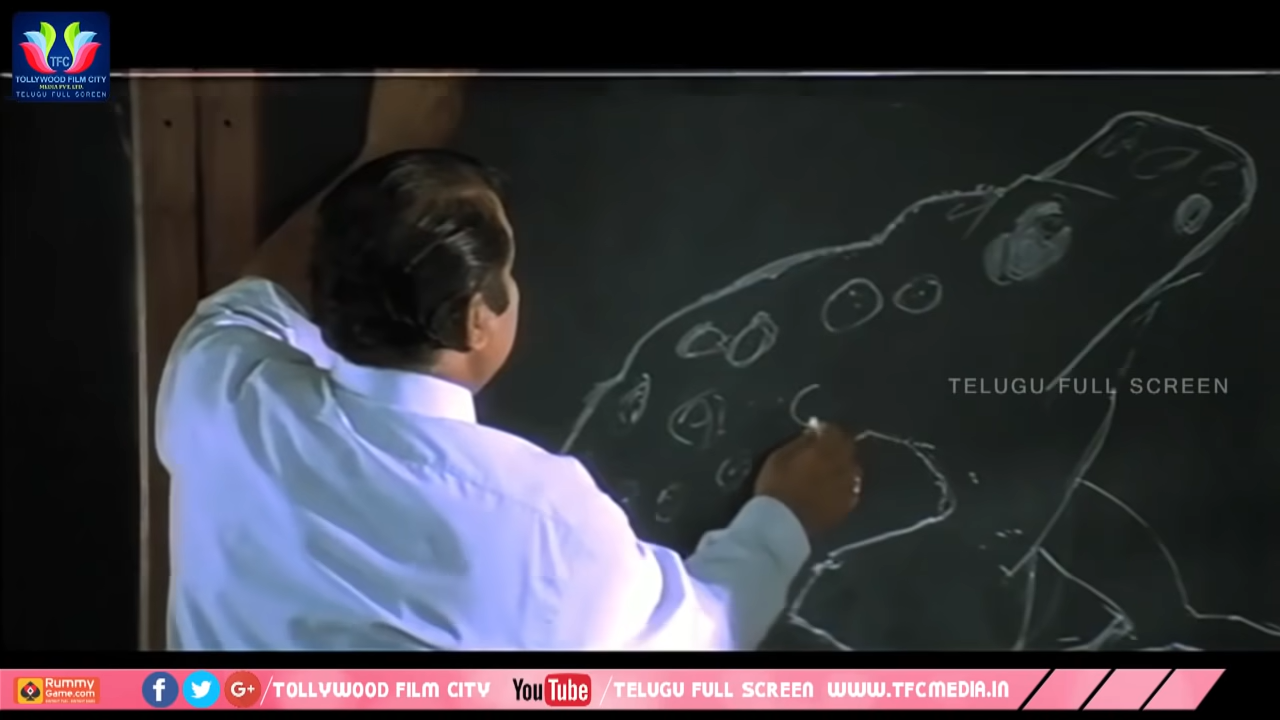 TFC
TOLLYWOOD FILM CITY
MEDIA PVT. LTD.
TELUGU FULL SCREEN
TELUGU FULL SCREEN
Rummy
Game.com
f G+ /TOLLYWOOD FILM CITY YouTube /TELUGU FULL SCREEN WWW.TFCMEDIA.IN